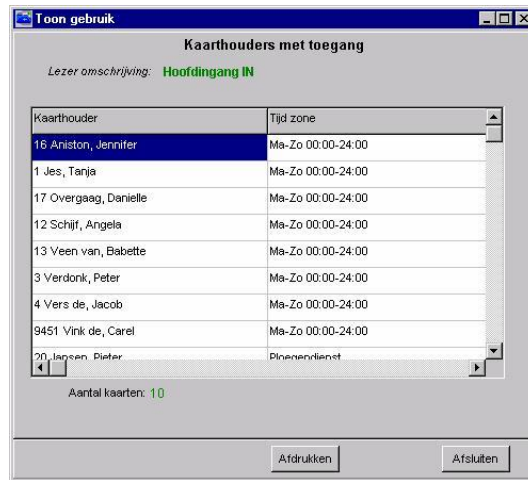 Toon gebruik
Kaarthouders met toegang
Lezer omschrijving: Hoofdingang IN
Kaarthouder Tijd zone
16 Aniston, Jennifer Ma-Zo 00:00-24:00
1 Jes, Tanja Ma-Zo 00:00-24:00
17 Overgaag, Danielle Ma-Zo 00:00-24:00
12 Schijf, Angela Ma-Zo 00:00-24:00
13 Veen van, Babette Ma-Zo 00:00-24:00
3 Verdonk, Peter Ma-Zo 00:00-24:00
4 Vers de, Jacob Ma-Zo 00:00-24:00
9451 Vink de, Carel Ma-Zo 00:00-24:00
20 Jansen, Pieter Ploegendienst
Aantal kaarten: 10
Afdrukken Afsluiten